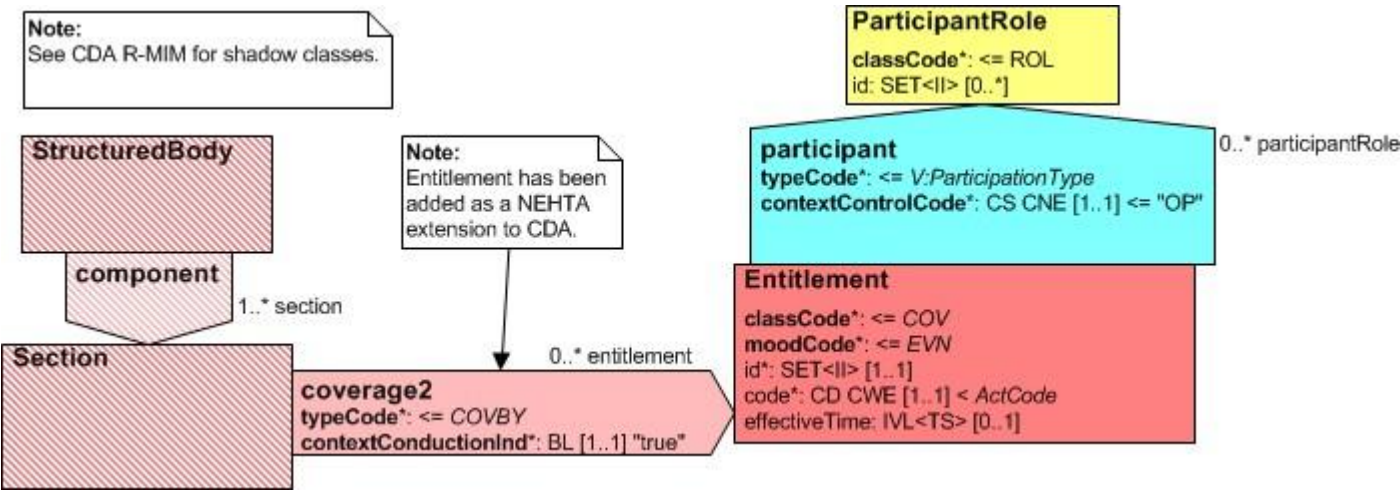 Note:
See CDA R-MIM for shadow classes.
ParticipantRole
classCode*: <= ROL
id: SET<II> [0..*]
StructuredBody
Note:
Entitlement has been
added as a NEHTA
extension to CDA.
participant
typeCode*: <= V:ParticipationType
contextControlCode*: CS CNE [1..1] <= "OP"
0..* participantRole
component
1..* section
Entitlement
classCode*: <= COV
moodCode*: <= EVN
id*: SET<II> [1..1]
code*: CD CWE [1..1] < ActCode
effectiveTime: IVL<TS> [0..1]
Section
0..* entitlement
coverage2
typeCode*: <= COVBY
contextConductionInd*: BL [1..1] "true"